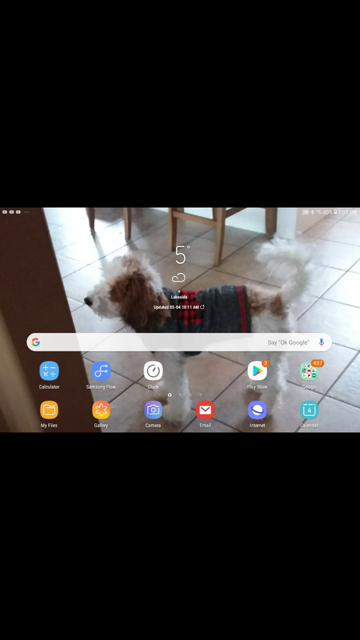 5°
Lakeside
Updated 05-04 10:11 AM
Say "Ok Google"
Calculator
Samsung Flow
Clock
Play Store
My Files
Gallery
Camera
Email
Internet
4
Calendar